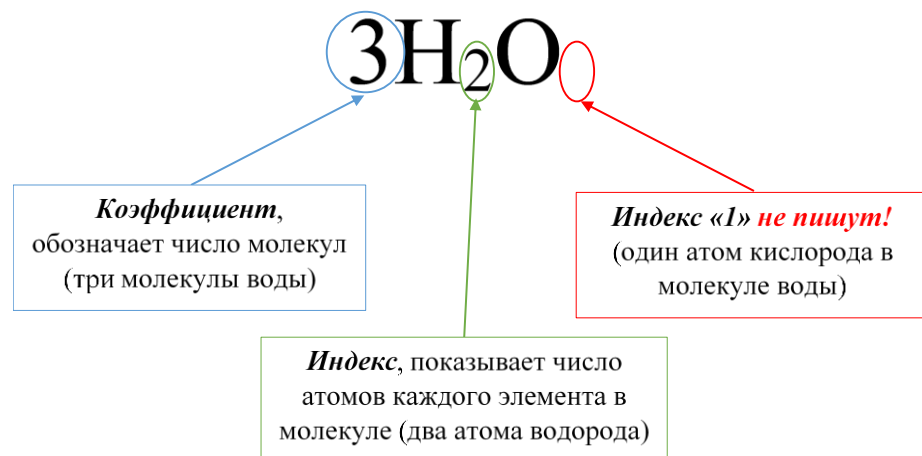 3H₂O
Коэффициент,
обозначает число молекул
(три молекулы воды)
Индекс «1» не пишут!
(один атом кислорода в
молекуле воды)
Индекс, показывает число
атомов каждого элемента в
молекуле (два атома водорода)